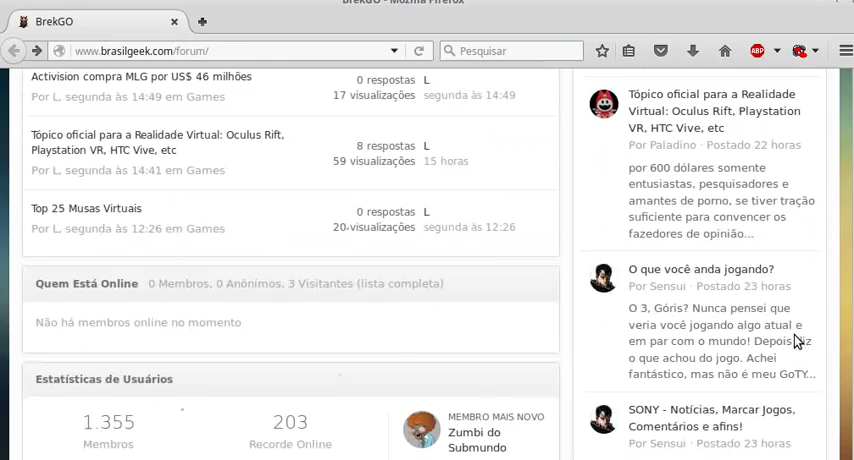 BrekGO - Mozilla Firefox
BrekGO
www.brasilgeek.com/forum/
Pesquisar
ABP
Activision compra MLG por US$ 46 milhões
Por L, segunda às 14:49 em Games
0 respostas
17 visualizações
L
segunda às 14:49
Tópico oficial para a Realidade Virtual: Oculus Rift,
Playstation VR, HTC Vive, etc
Por L, segunda às 14:41 em Games
8 respostas
59 visualizações
L
15 horas
Top 25 Musas Virtuais
Por L, segunda às 12:26 em Games
0 respostas
20 visualizações
L
segunda às 12:26
Quem Está Online 0 Membros, 0 Anônimos, 3 Visitantes (lista completa)
Não há membros online no momento
Estatísticas de Usuários
1.355
Membros
203
Recorde Online
MEMBRO MAIS NOVO
Zumbi do
Submundo
Tópico oficial para a Realidade
Virtual: Oculus Rift, Playstation
VR, HTC Vive, etc
Por Paladino · Postado 22 horas
por 600 dólares somente
entusiastas, pesquisadores e
amantes de porno, se tiver tração
suficiente para convencer os
fazedores de opinião...
O que você anda jogando?
Por Sensui · Postado 23 horas
O 3, Góris? Nunca pensei que
veria você jogando algo atual e
em par com o mundo! Depois diz
o que achou do jogo. Achei
fantástico, mas não é meu GoTY...
SONY - Notícias, Marcar Jogos,
Comentários e afins!
Por Sensui · Postado 23 horas